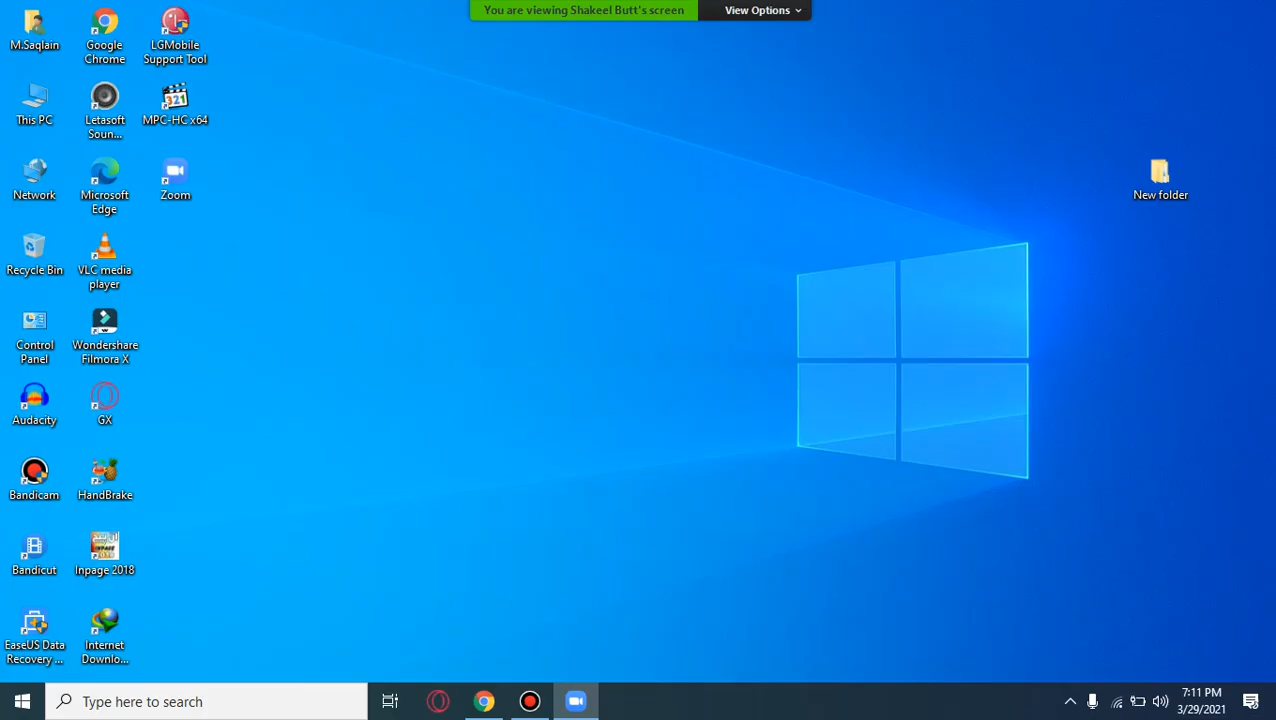 You are viewing Shakeel Butt's screen
View Options
M.Saqlain
Google
Chrome
LGMobile
Support Tool
This PC
Letasoft
Soun...
321
MPC-HC x64
Network
Microsoft
Edge
Zoom
New folder
Recycle Bin
VLC media
player
Control
Panel
Wondershare
Filmora X
Audacity
GX
Bandicam
HandBrake
Bandicut
Inpage 2018
EaseUS Data
Recovery ...
Internet
Downlo...
Type here to search
7:11 PM
3/29/2021